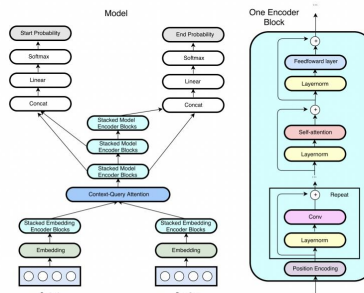 Model
One Encoder
Block
Start Probability
End Probability
Softmax
Softmax
Linear
Linear
Concat
Concat
Stacked Model
Encoder Blocks
Stacked Model
Encoder Blocks
Stacked Model
Encoder Blocks
Context-Query Attention
Stacked Embedding
Encoder Blocks
Stacked Embedding
Encoder Blocks
Embedding
Embedding
...
+
Feedfoward layer
Layernorm
+
Self-attention
Layernorm
...
+
Repeat
Conv
Layernorm
Position Encoding